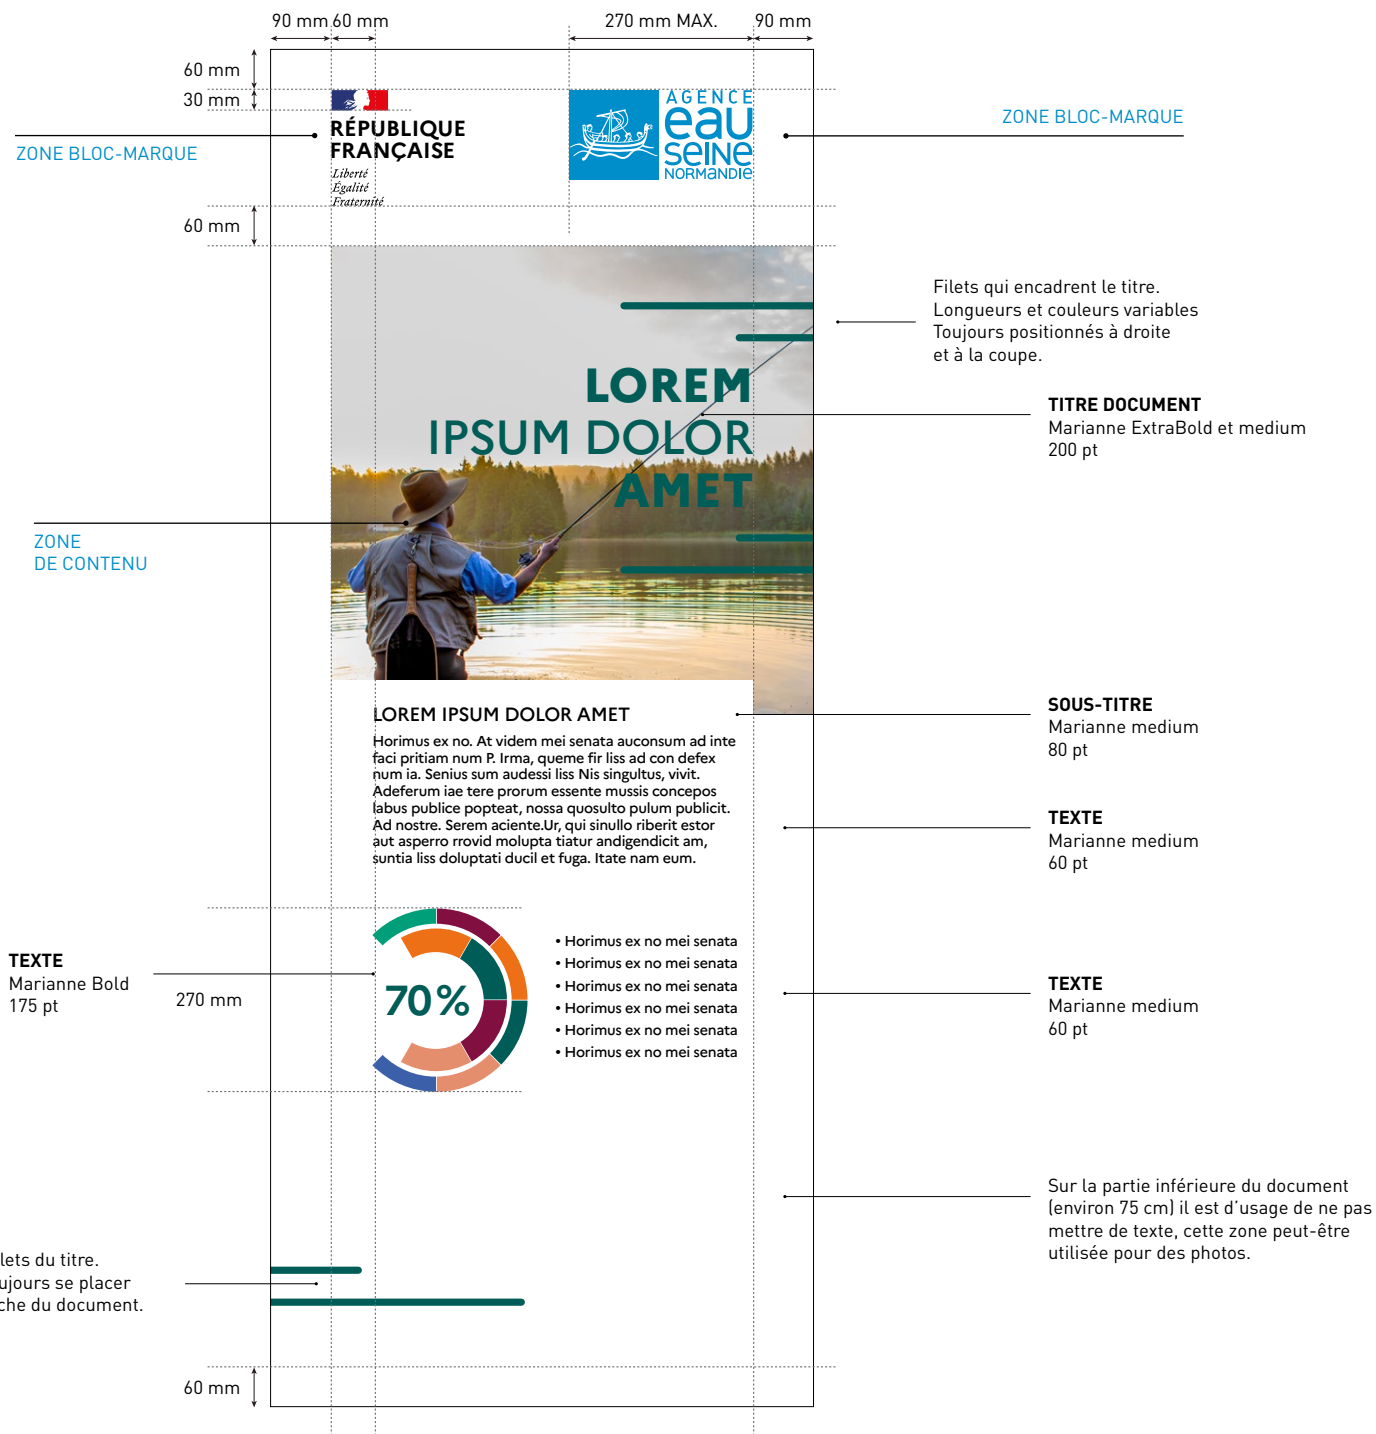 90 mm 60 mm
270 mm MAX.
90 mm
60 mm
30 mm
ZONE BLOC-MARQUE
RÉPUBLIQUE
FRANÇAISE
Liberté
Égalité
Fraternité
AGENCE
eau
seine
NORMANDIE
ZONE BLOC-MARQUE
60 mm
Filets qui encadrent le titre.
Longueurs et couleurs variables
Toujours positionnés à droite
et à la coupe.
LOREM
IPSUM DOLOR
AMET
TITRE DOCUMENT
Marianne ExtraBold et medium
200 pt
ZONE
DE CONTENU
LOREM IPSUM DOLOR AMET
SOUS-TITRE
Marianne medium
80 pt
Horimus ex no. At videm mei senata auconsum ad inte
faci pritiam num P. Irma, queme fir liss ad con defex
num ia. Senius sum audessi liss Nis singultus, vivit.
Adeferum iae tere prorum essente mussis concepos
labus publice popteat, nossa quosulto pulum publicit.
Ad nostre. Serem aciente.Ur, qui sinullo riberit estor
aut asperro rrovid molupta tiatur andigendicit am,
suntia liss doluptati ducil et fuga. Itate nam eum.
TEXTE
Marianne medium
60 pt
TEXTE
Marianne Bold
175 pt
270 mm
70%
• Horimus ex no mei senata
• Horimus ex no mei senata
• Horimus ex no mei senata
• Horimus ex no mei senata
• Horimus ex no mei senata
• Horimus ex no mei senata
TEXTE
Marianne medium
60 pt
Sur la partie inférieure du document
(environ 75 cm) il est d'usage de ne pas
mettre de texte, cette zone peut-être
utilisée pour des photos.
lets du titre.
ujours se placer
che du document.
60 mm